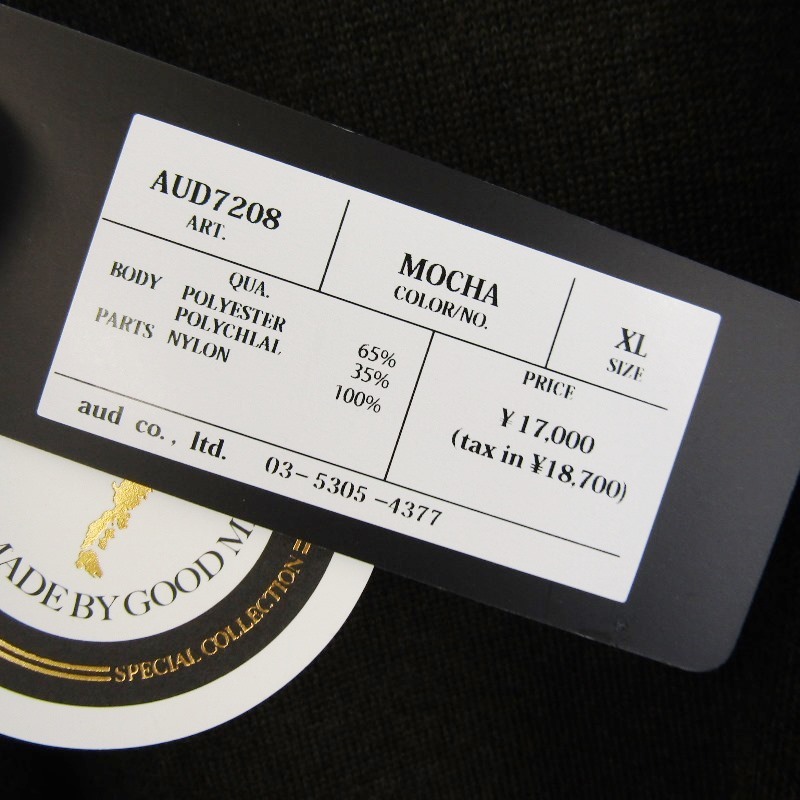 AUD7208
ART.
MOCHA
COLOR/NO.
XL
SIZE
QUA.
BODY POLYESTER 65%
POLYCHLAL 35%
PARTS NYLON 100%
PRICE
¥17,000
(tax in ¥18,700)
aud co., ltd. 03-5305-4377
MADE BY GOOD
SPECIAL COLLECTION